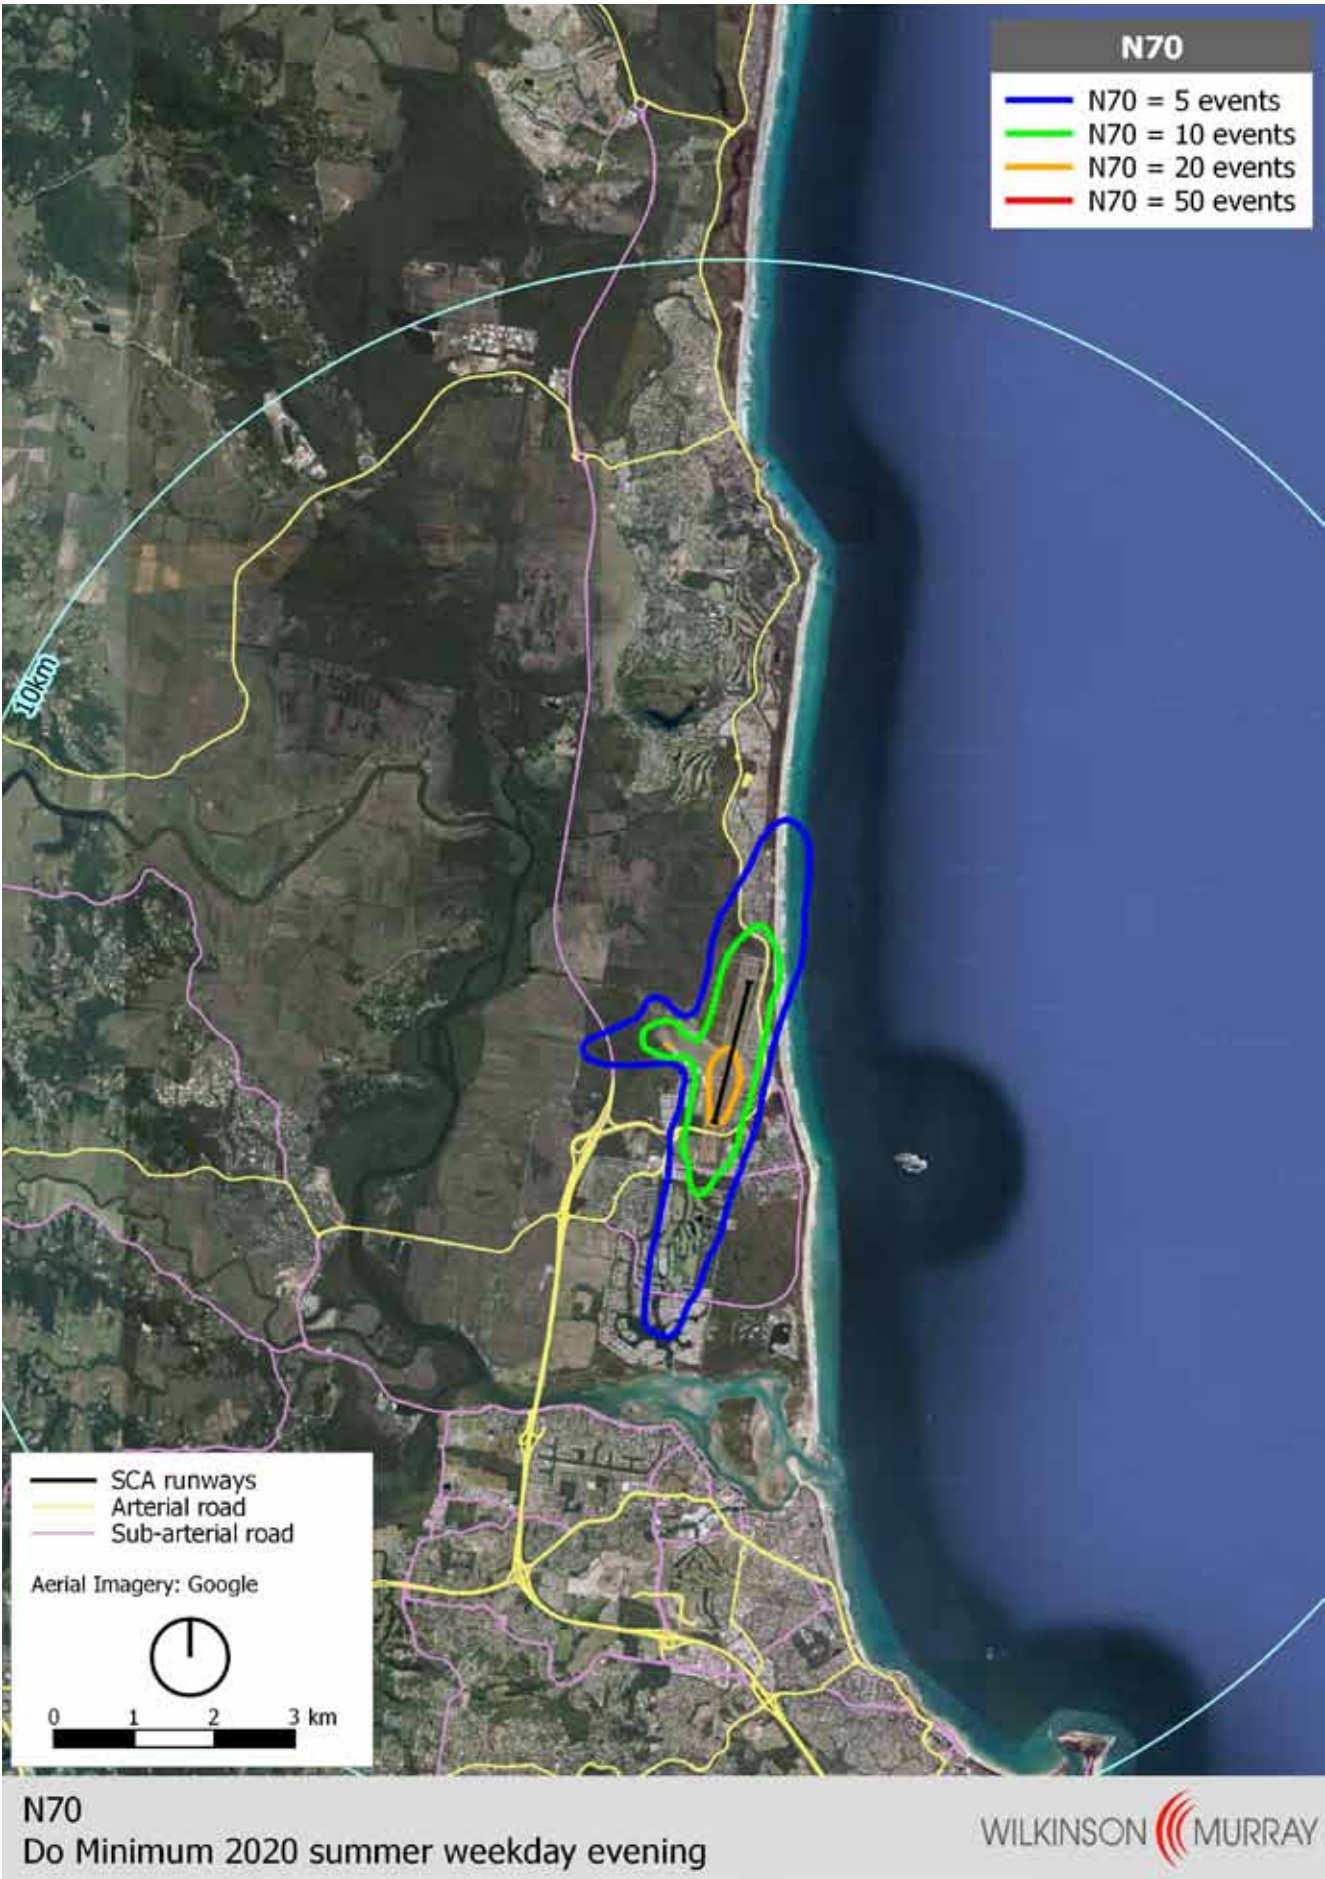 N70
N70 = 5 events
N70 = 10 events
N70 = 20 events
N70 = 50 events
10km
SCA runways
Arterial road
Sub-arterial road
Aerial Imagery: Google
0 1 2 3 km
N70
Do Minimum 2020 summer weekday evening
WILKINSON MURRAY